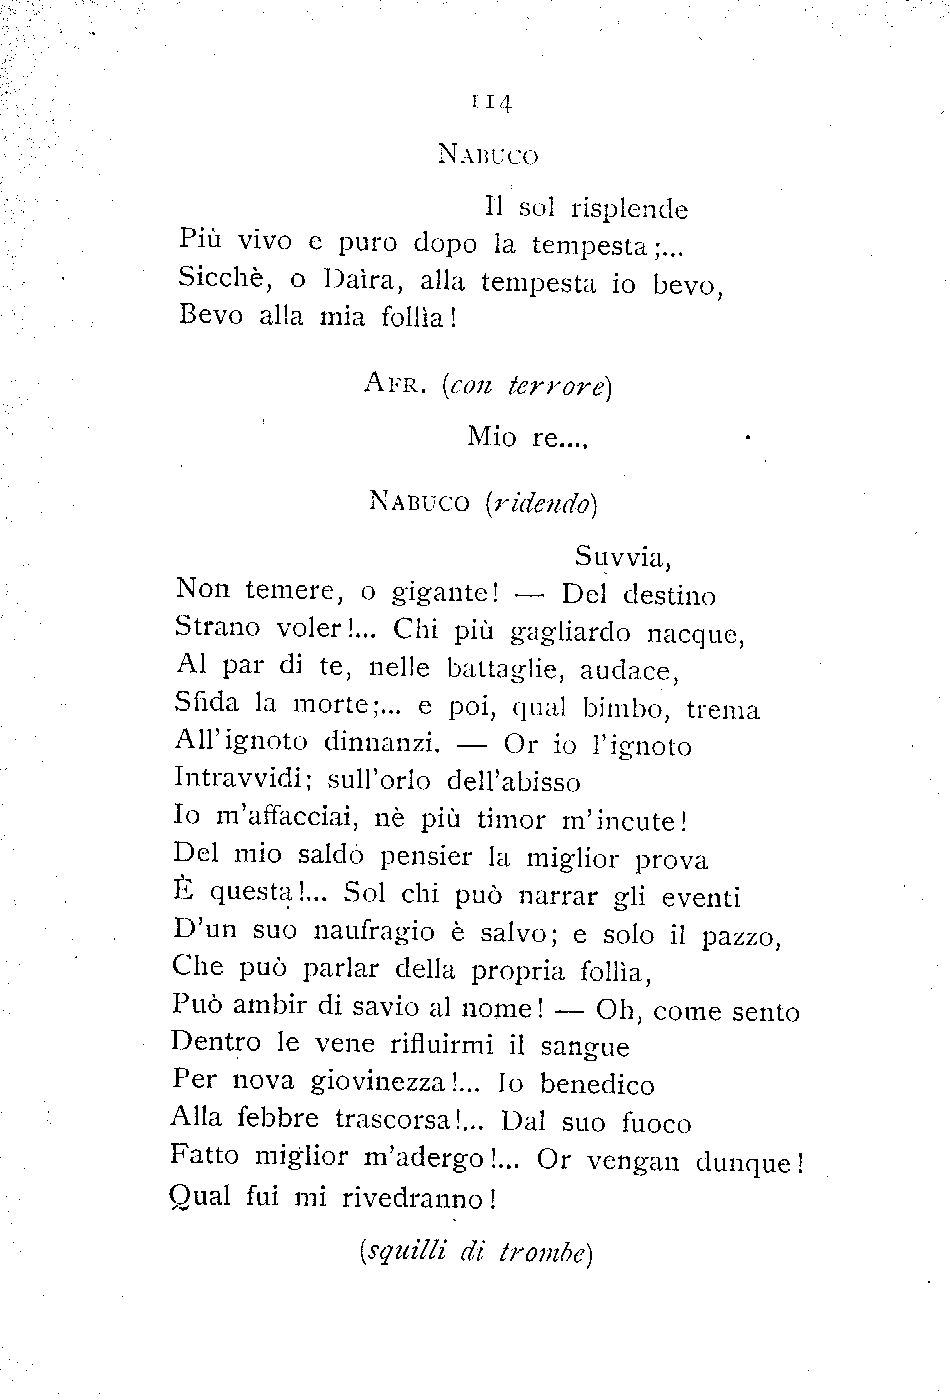 114
NABUCO
Il sol risplende
Più vivo e puro dopo la tempesta;...
Sicchè, o Daìra, alla tempesta io bevo,
Bevo alla mia follìa!
AFR. (con terrore)
Mio re....
NABUCO (ridendo)
Suvvia,
Non temere, o gigante! — Del destino
Strano voler!... Chi più gagliardo nacque,
Al par di te, nelle battaglie, audace,
Sfida la morte;... e poi, qual bimbo, trema
All'ignoto dinnanzi. — Or io l'ignoto
Intravvidi; sull'orlo dell'abisso
Io m'affacciai, nè più timor m'incute!
Del mio saldo pensier la miglior prova
È questa!... Sol chi può narrar gli eventi
D'un suo naufragio è salvo; e solo il pazzo,
Che può parlar della propria follìa,
Può ambir di savio al nome! — Oh, come sento
Dentro le vene rifluirmi il sangue
Per nova giovinezza!... Io benedico
Alla febbre trascorsa!... Dal suo fuoco
Fatto miglior m'adergo!... Or vengan dunque!
Qual fui mi rivedranno!
(squilli di trombe)